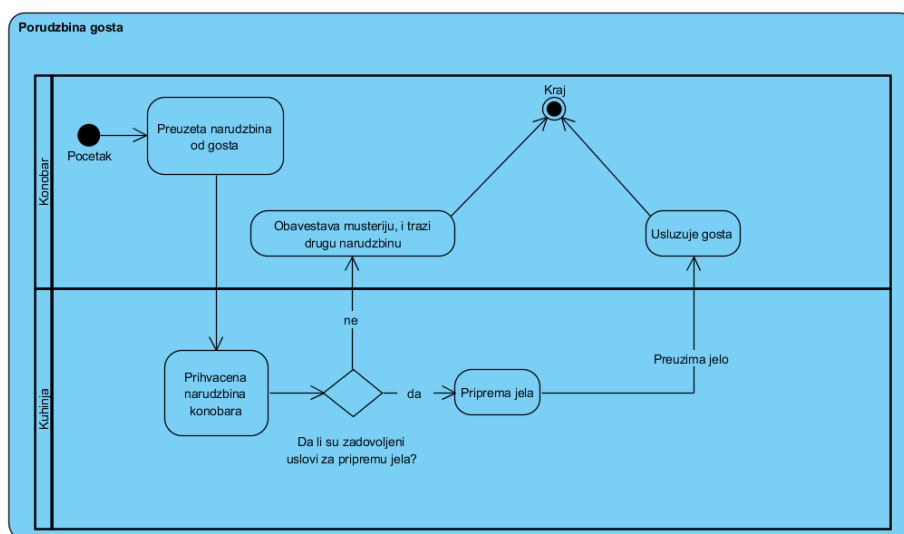 Porudzbina gosta
Konobar
Pocetak
Preuzeta narudzbina
od gosta
Kraj
Obavestava musteriju, i trazi
drugu narudzbinu
Usluzuje gosta
Kuhinja
Prihvacena
narudzbina
konobara
ne
Da li su zadovoljeni
uslovi za pripremu jela?
da
Priprema jela
Preuzima jelo